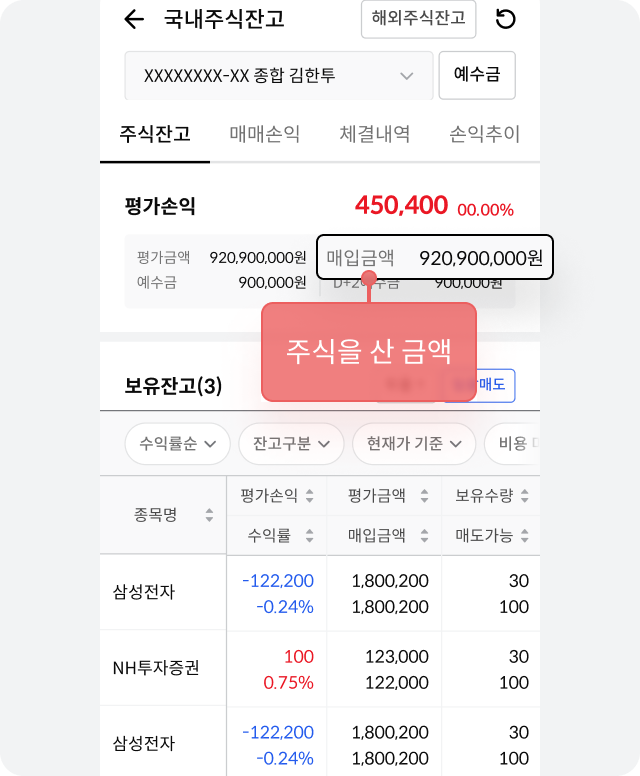 국내주식잔고 해외주식잔고
XXXXXXXX-XX 종합 김한투 예수금
주식잔고 매매손익 체결내역 손익추이
평가손익 450,400 00.00%
평가금액 920,900,000원 매입금액 920,900,000원
예수금 900,000원 D+2예수금 900,000원
주식을 산 금액
보유잔고(3) 매도
수익률순 잔고구분 현재가 기준 비용
종목명 평가손익 평가금액 보유수량
수익률 매입금액 매도가능
삼성전자 -122,200 1,800,200 30
-0.24% 1,800,200 100
NH투자증권 100 123,000 30
0.75% 122,000 100
삼성전자 -122,200 1,800,200 30
-0.24% 1,800,200 100